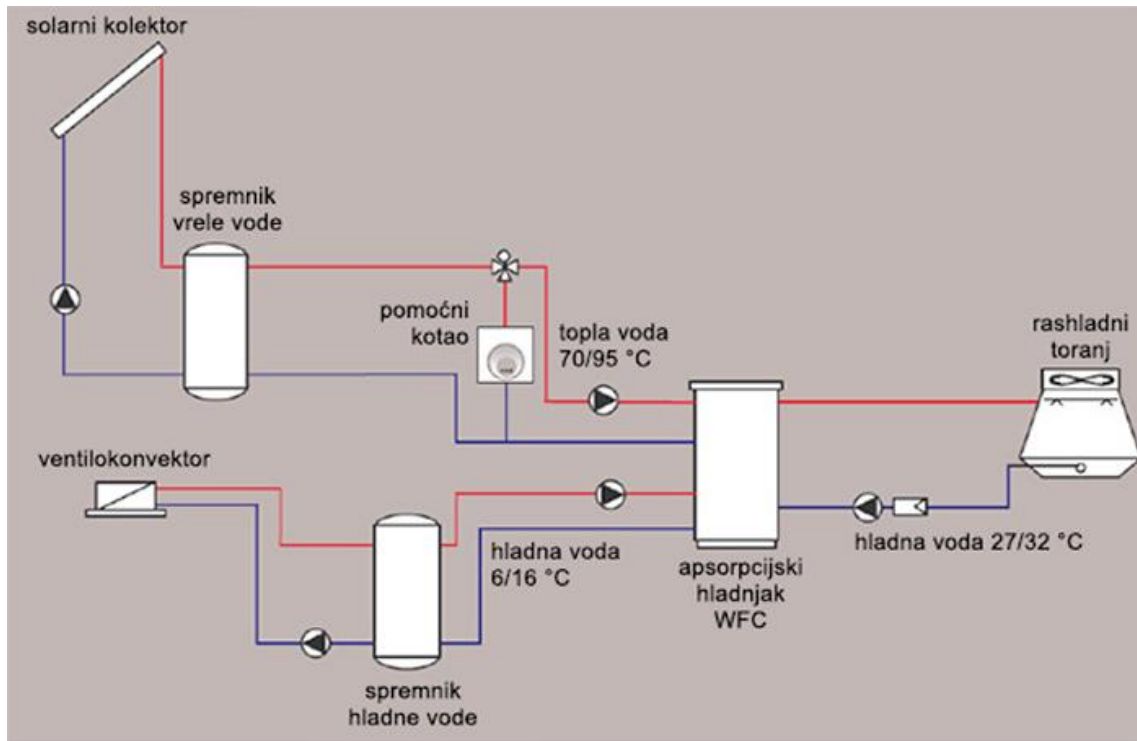 solarni kolektor
spremnik
vrele vode
pomoćni
kotao
topla voda
70/95 °C
rashladni
toranj
ventilokonvektor
hladna voda
6/16 °C
apsorpcijski
hladnjak
WFC
hladna voda 27/32 °C
spremnik
hladne vode